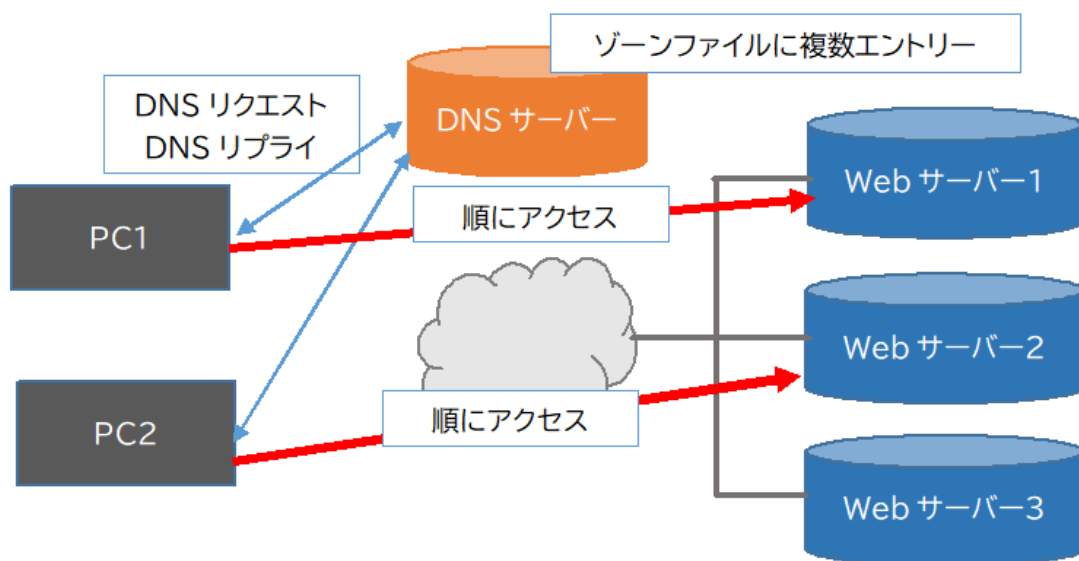 ゾーンファイルに複数エントリー
DNS リクエスト
DNS リプライ
DNS サーバー
Web サーバー1
順にアクセス
PC1
Web サーバー2
順にアクセス
PC2
Web サーバー3